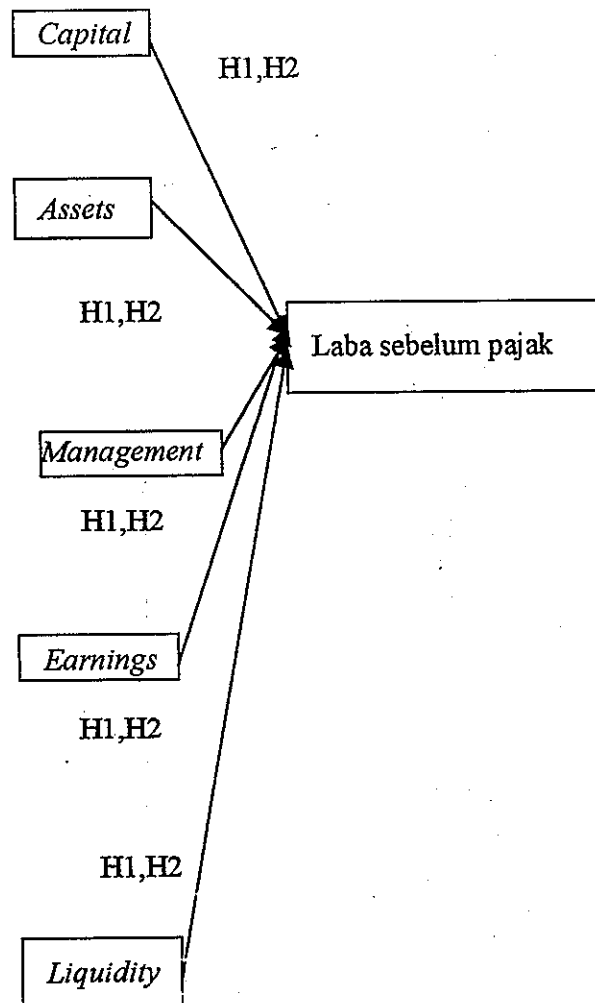 Capital
H1,H2
Assets
H1,H2
Laba sebelum pajak
Management
H1,H2
Earnings
H1,H2
H1,H2
Liquidity